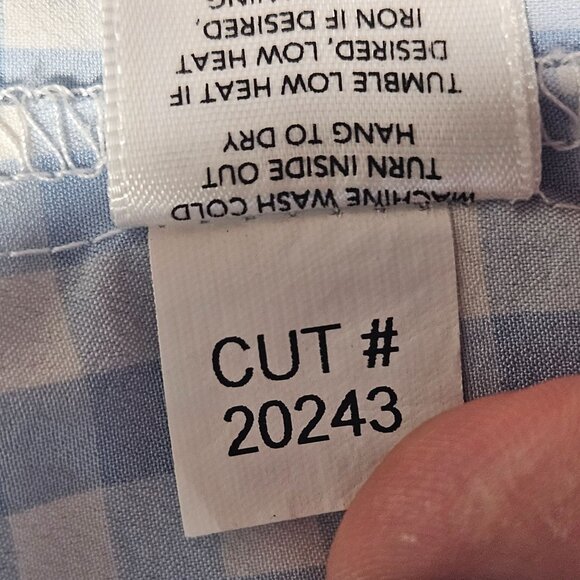 MACHINE WASH COLD
TURN INSIDE OUT
HANG TO DRY
TUMBLE LOW HEAT IF
DESIRED, LOW HEAT
IRON IF DESIRED,
CUT #
20243